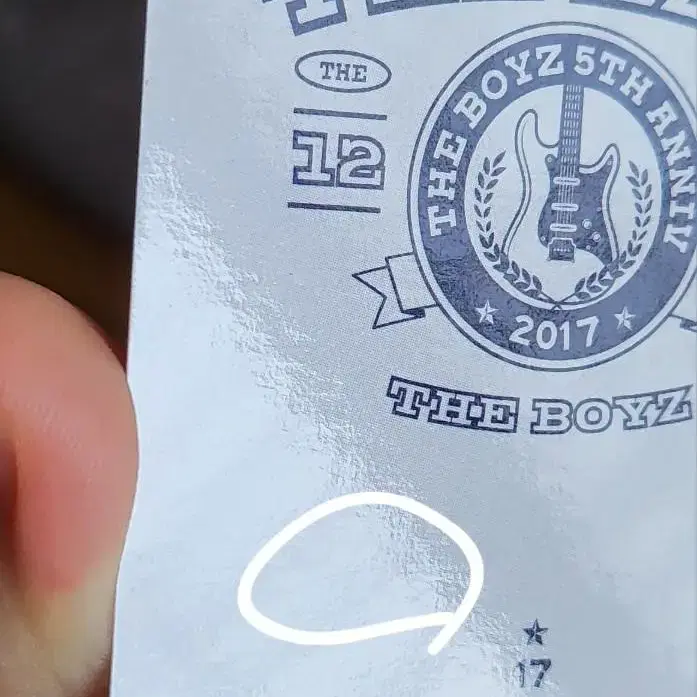 THE
12
THE BOYZ 5TH ANNIV
2017
THE BOYZ
17